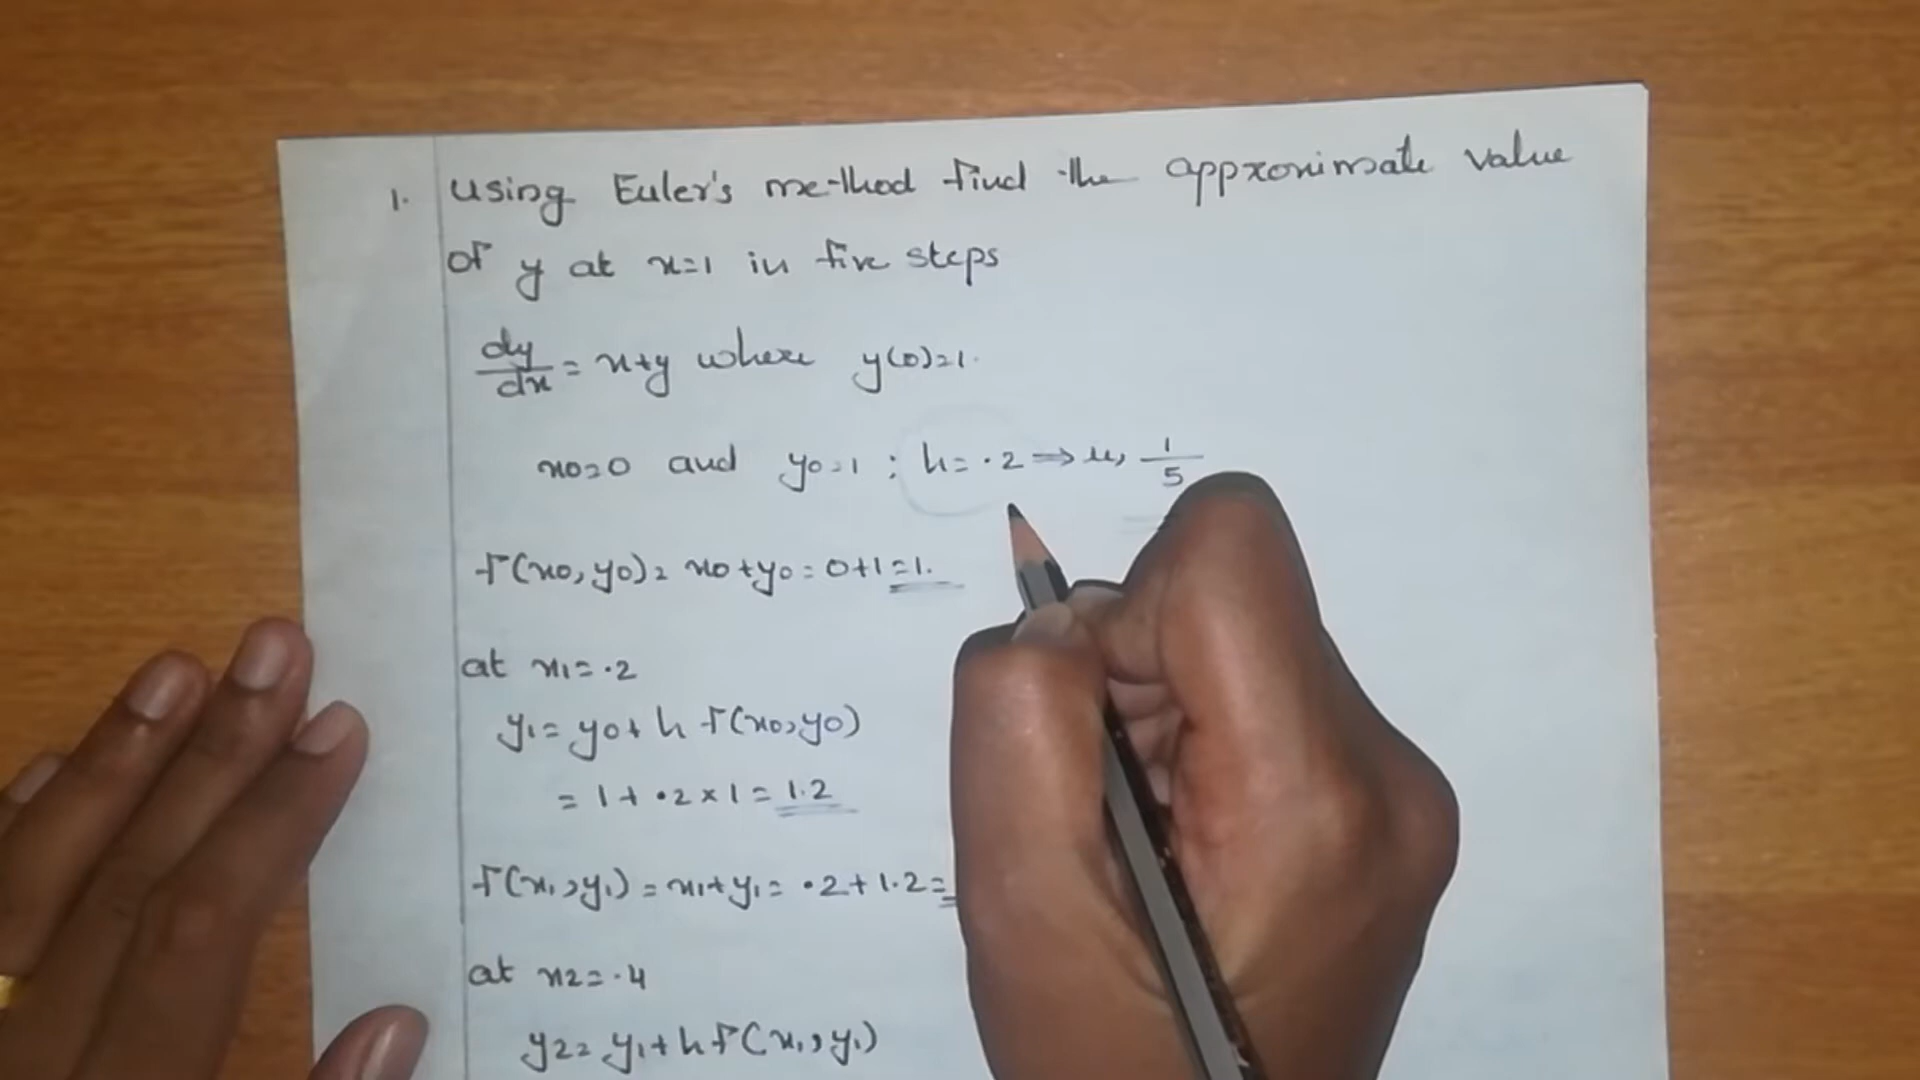 1. Using Euler's method find the approximate value
of y at x=1 in five steps
dy/dx = x+y where y(0)=1.
x0=0 and y0=1 ; h= .2 ⇒ ie, 1/5
f(x0,y0)= x0+y0 = 0+1=1.
at x1= .2
y1= y0+ h f(x0,y0)
= 1+ .2×1= 1.2
f(x1,y1) = x1+y1= .2+1.2=
at x2= .4
y2= y1+hf(x1,y1)